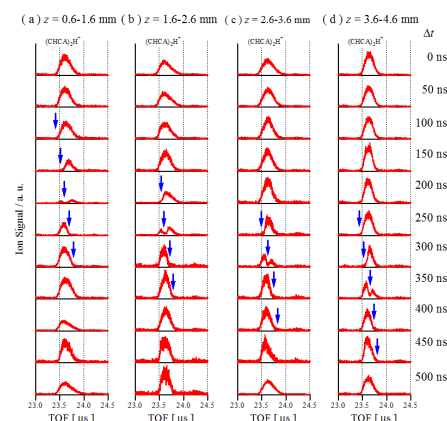 ( a ) z = 0.6-1.6 mm ( b ) z = 1.6-2.6 mm ( c ) z = 2.6-3.6 mm ( d ) z = 3.6-4.6 mm
(CHCA)₂H⁺ (CHCA)₂H⁺ (CHCA)₂H⁺ (CHCA)₂H⁺ Δt
0 ns
50 ns
100 ns
150 ns
200 ns
250 ns
300 ns
350 ns
400 ns
450 ns
500 ns
Ion Signal / a. u.
23.0 23.5 24.0 24.5 23.0 23.5 24.0 24.5 23.0 23.5 24.0 24.5 23.0 23.5 24.0 24.5
TOF [ μs ] TOF [ μs ] TOF [ μs ] TOF [ μs ]